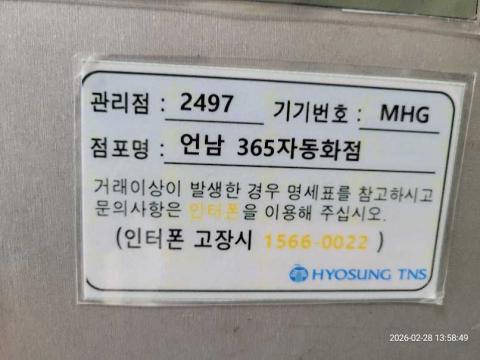 관리점 : 2497 기기번호 : MHG
점포명 : 언남 365자동화점
거래이상이 발생한 경우 명세표를 참고하시고
문의사항은 인터폰을 이용해 주십시오.
(인터폰 고장시 1566-0022 )
HYOSUNG TNS
2026-02-28 13:58:49